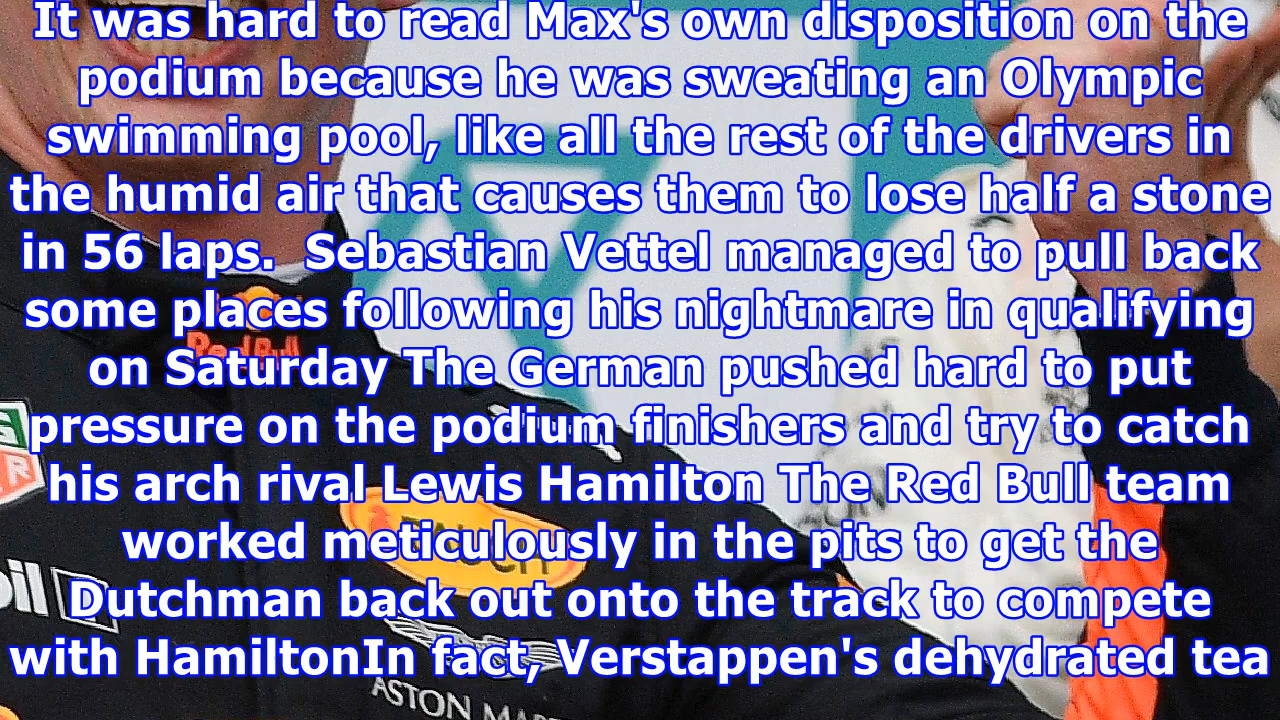 It was hard to read Max's own disposition on the
podium because he was sweating an Olympic
swimming pool, like all the rest of the drivers in
the humid air that causes them to lose half a stone
in 56 laps.  Sebastian Vettel managed to pull back
some places following his nightmare in qualifying
on Saturday The German pushed hard to put
pressure on the podium finishers and try to catch
his arch rival Lewis Hamilton The Red Bull team
worked meticulously in the pits to get the
Dutchman back out onto the track to compete
with HamiltonIn fact, Verstappen's dehydrated tea
Red Bull
ASTON MAR